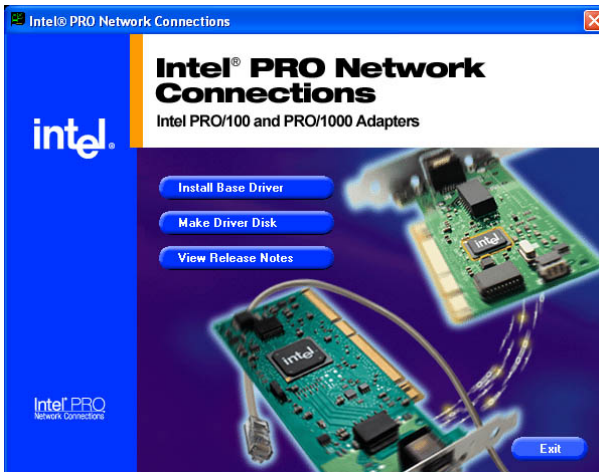 Intel® PRO Network Connections
Intel® PRO Network
Connections
Intel PRO/100 and PRO/1000 Adapters
intel.
Install Base Driver
Make Driver Disk
View Release Notes
intel
intel
Intel® PRO
Network Connections
Exit